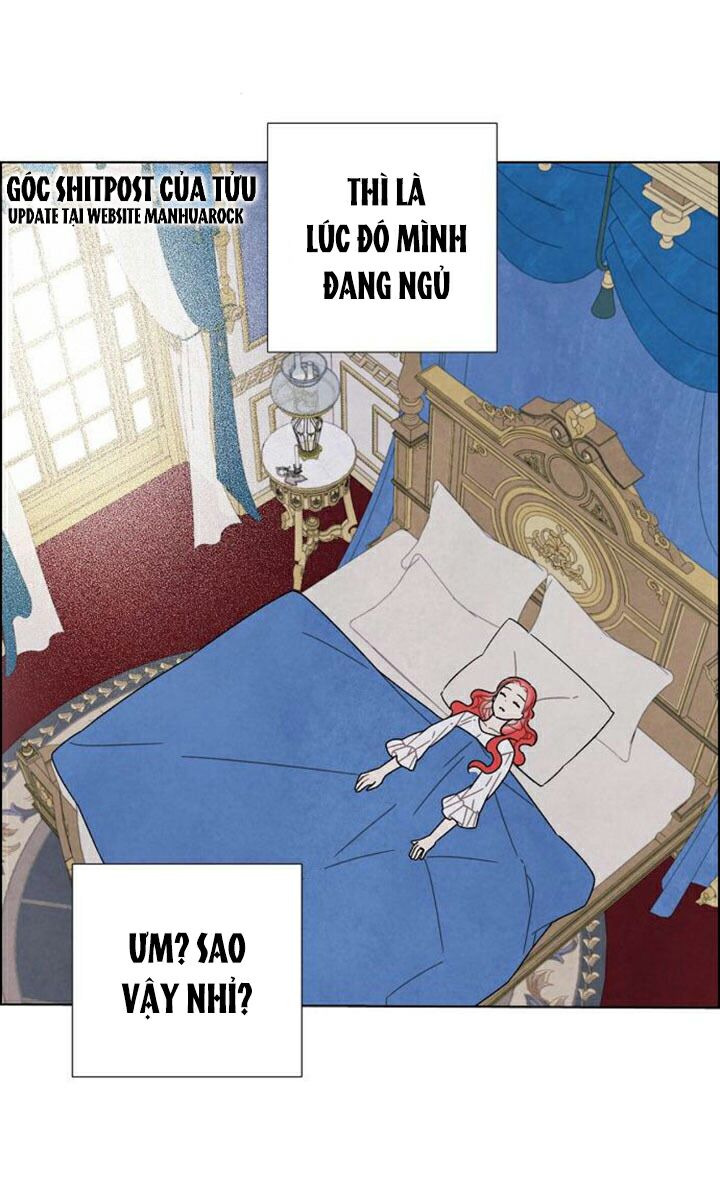 GÓC SHITPOST CỦA TỬU
UPDATE TẠI WEBSITE MANHUAROCK
THÌ LÀ
LÚC ĐÓ MÌNH
ĐANG NGỦ
ƯM? SAO
VẬY NHỈ?